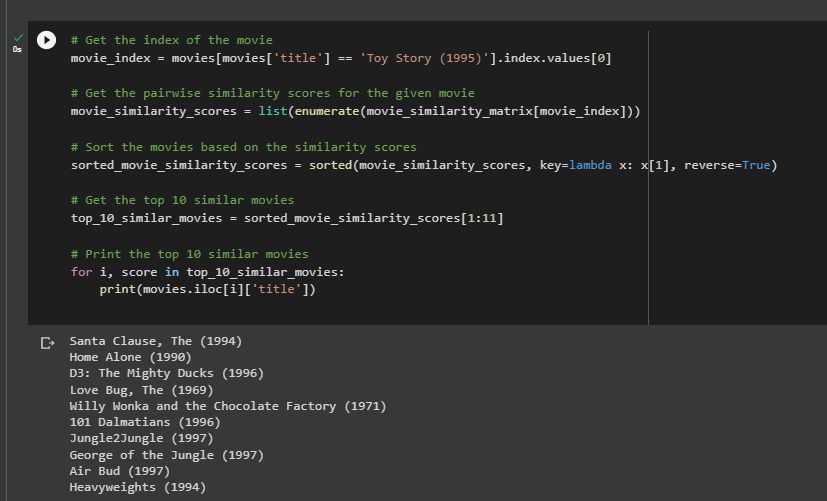 # Get the index of the movie
movie_index = movies[movies['title'] == 'Toy Story (1995)'].index.values[0]
# Get the pairwise similarity scores for the given movie
movie_similarity_scores = list(enumerate(movie_similarity_matrix[movie_index]))
# Sort the movies based on the similarity scores
sorted_movie_similarity_scores = sorted(movie_similarity_scores, key=lambda x: x[1], reverse=True)
# Get the top 10 similar movies
top_10_similar_movies = sorted_movie_similarity_scores[1:11]
# Print the top 10 similar movies
for i, score in top_10_similar_movies:
    print(movies.iloc[i]['title'])
0s
Santa Clause, The (1994)
Home Alone (1990)
D3: The Mighty Ducks (1996)
Love Bug, The (1969)
Willy Wonka and the Chocolate Factory (1971)
101 Dalmatians (1996)
Jungle2Jungle (1997)
George of the Jungle (1997)
Air Bud (1997)
Heavyweights (1994)